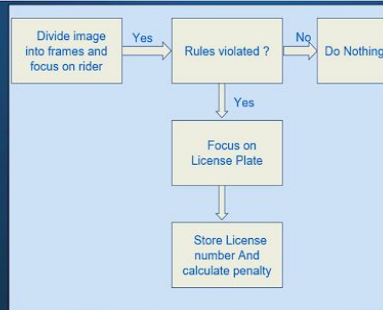 Divide image
into frames and
focus on rider
Yes
Rules violated ?
No
Do Nothing
Yes
Focus on
License Plate
Store License
number And
calculate penalty